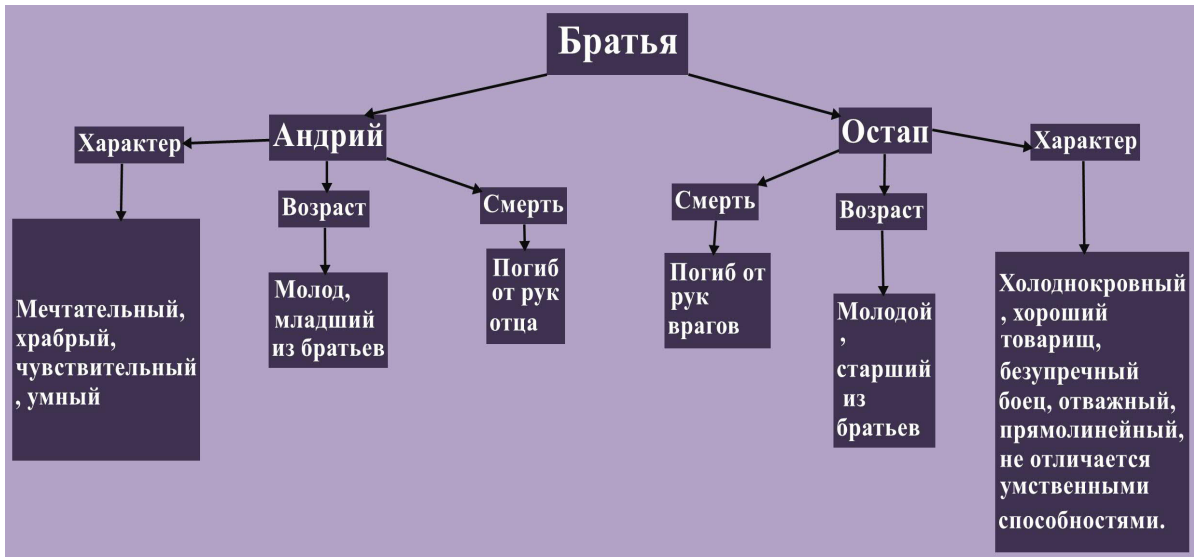 Братья
Андрий
Характер
Мечтательный,
храбрый,
чувствительный
, умный
Возраст
Молод,
младший
из братьев
Смерть
Погиб
от рук
отца
Остап
Смерть
Погиб от
рук
врагов
Возраст
Молодой
,
старший
из
братьев
Характер
Холоднокровный
, хороший
товарищ,
безупречный
боец, отважный,
прямолинейный,
не отличается
умственными
способностями.